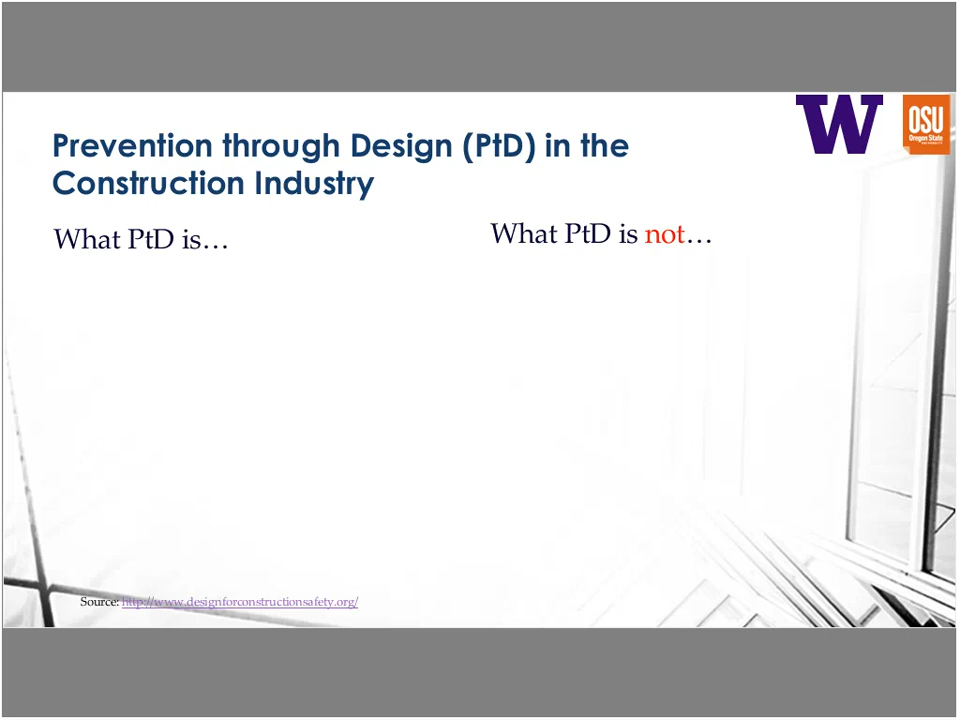 W
OSU
Oregon State
UNIVERSITY
Prevention through Design (PtD) in the
Construction Industry
What PtD is…
What PtD is not…
Source: http://www.designforconstructionsafety.org/